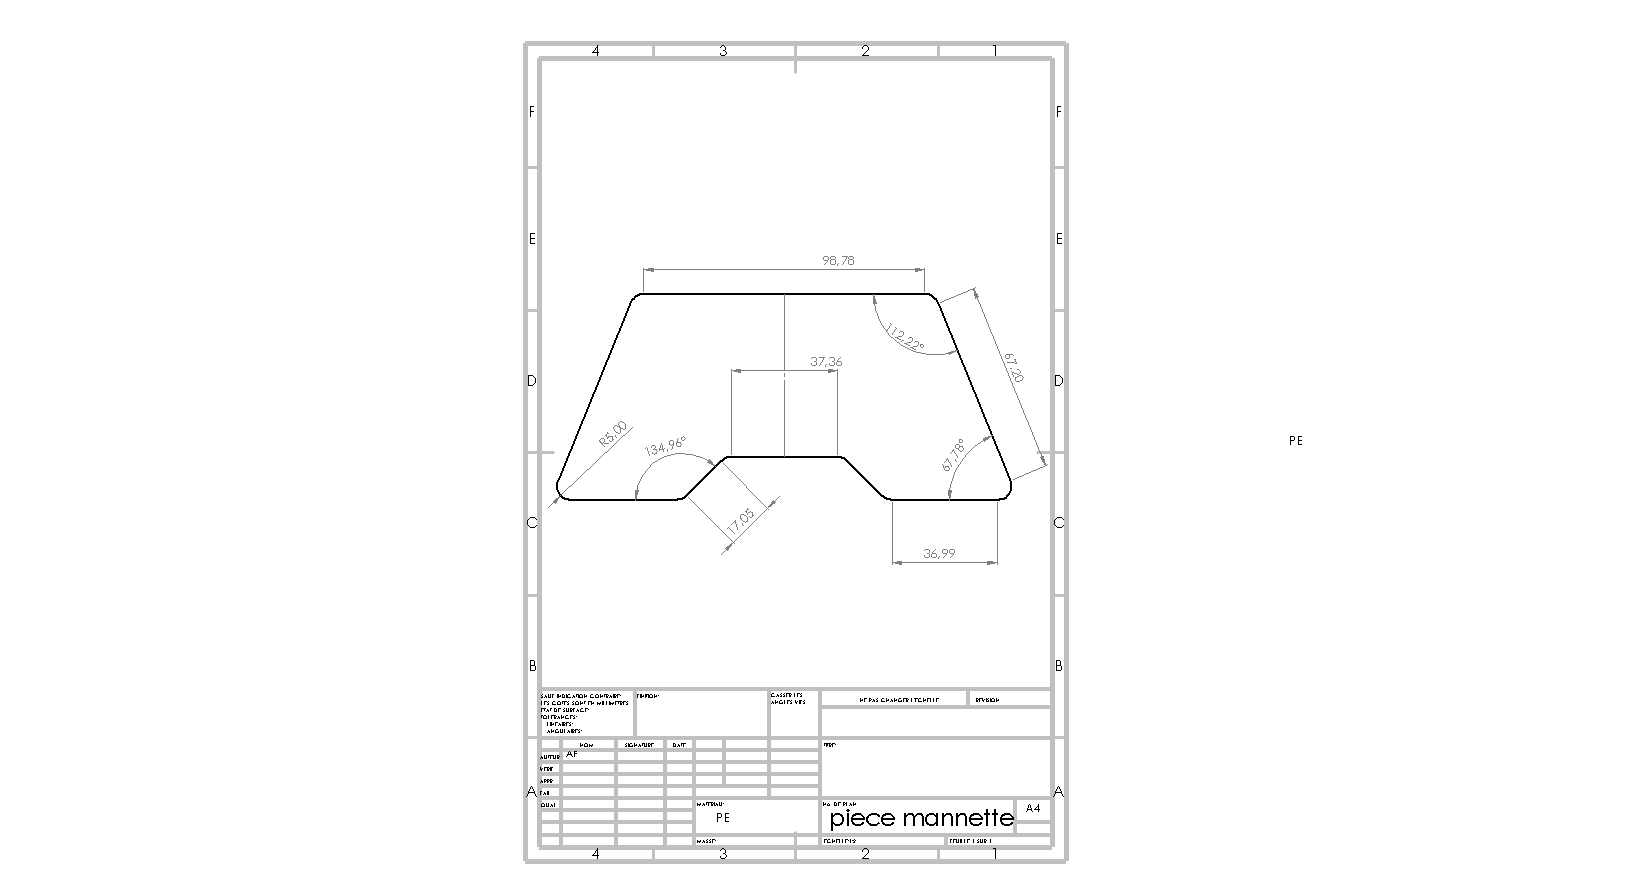 4 3 2 1
F F
E E
98,78
112,22°
67,20
37,36
D D
R5,00
134,96°
67,78°
PE
17,05
C C
36,99
B B
SAUF INDICATION CONTRAIRE:
LES COTES SONT EN MILLIMETRES
ETAT DE SURFACE:
TOLERANCES:
LINEAIRES:
ANGULAIRES:
FINITION:
CASSER LES
ANGLES VIFS
NE PAS CHANGER L'ECHELLE
REVISION
NOM SIGNATURE DATE
TITRE:
AUTEUR AF
VERIF.
APPR.
FAB.
A A
QUAL.
MATERIAU:
PE
No. DE PLAN
piece mannette
A4
MASSE:
ECHELLE:1:2
FEUILLE 1 SUR 1
4 3 2 1